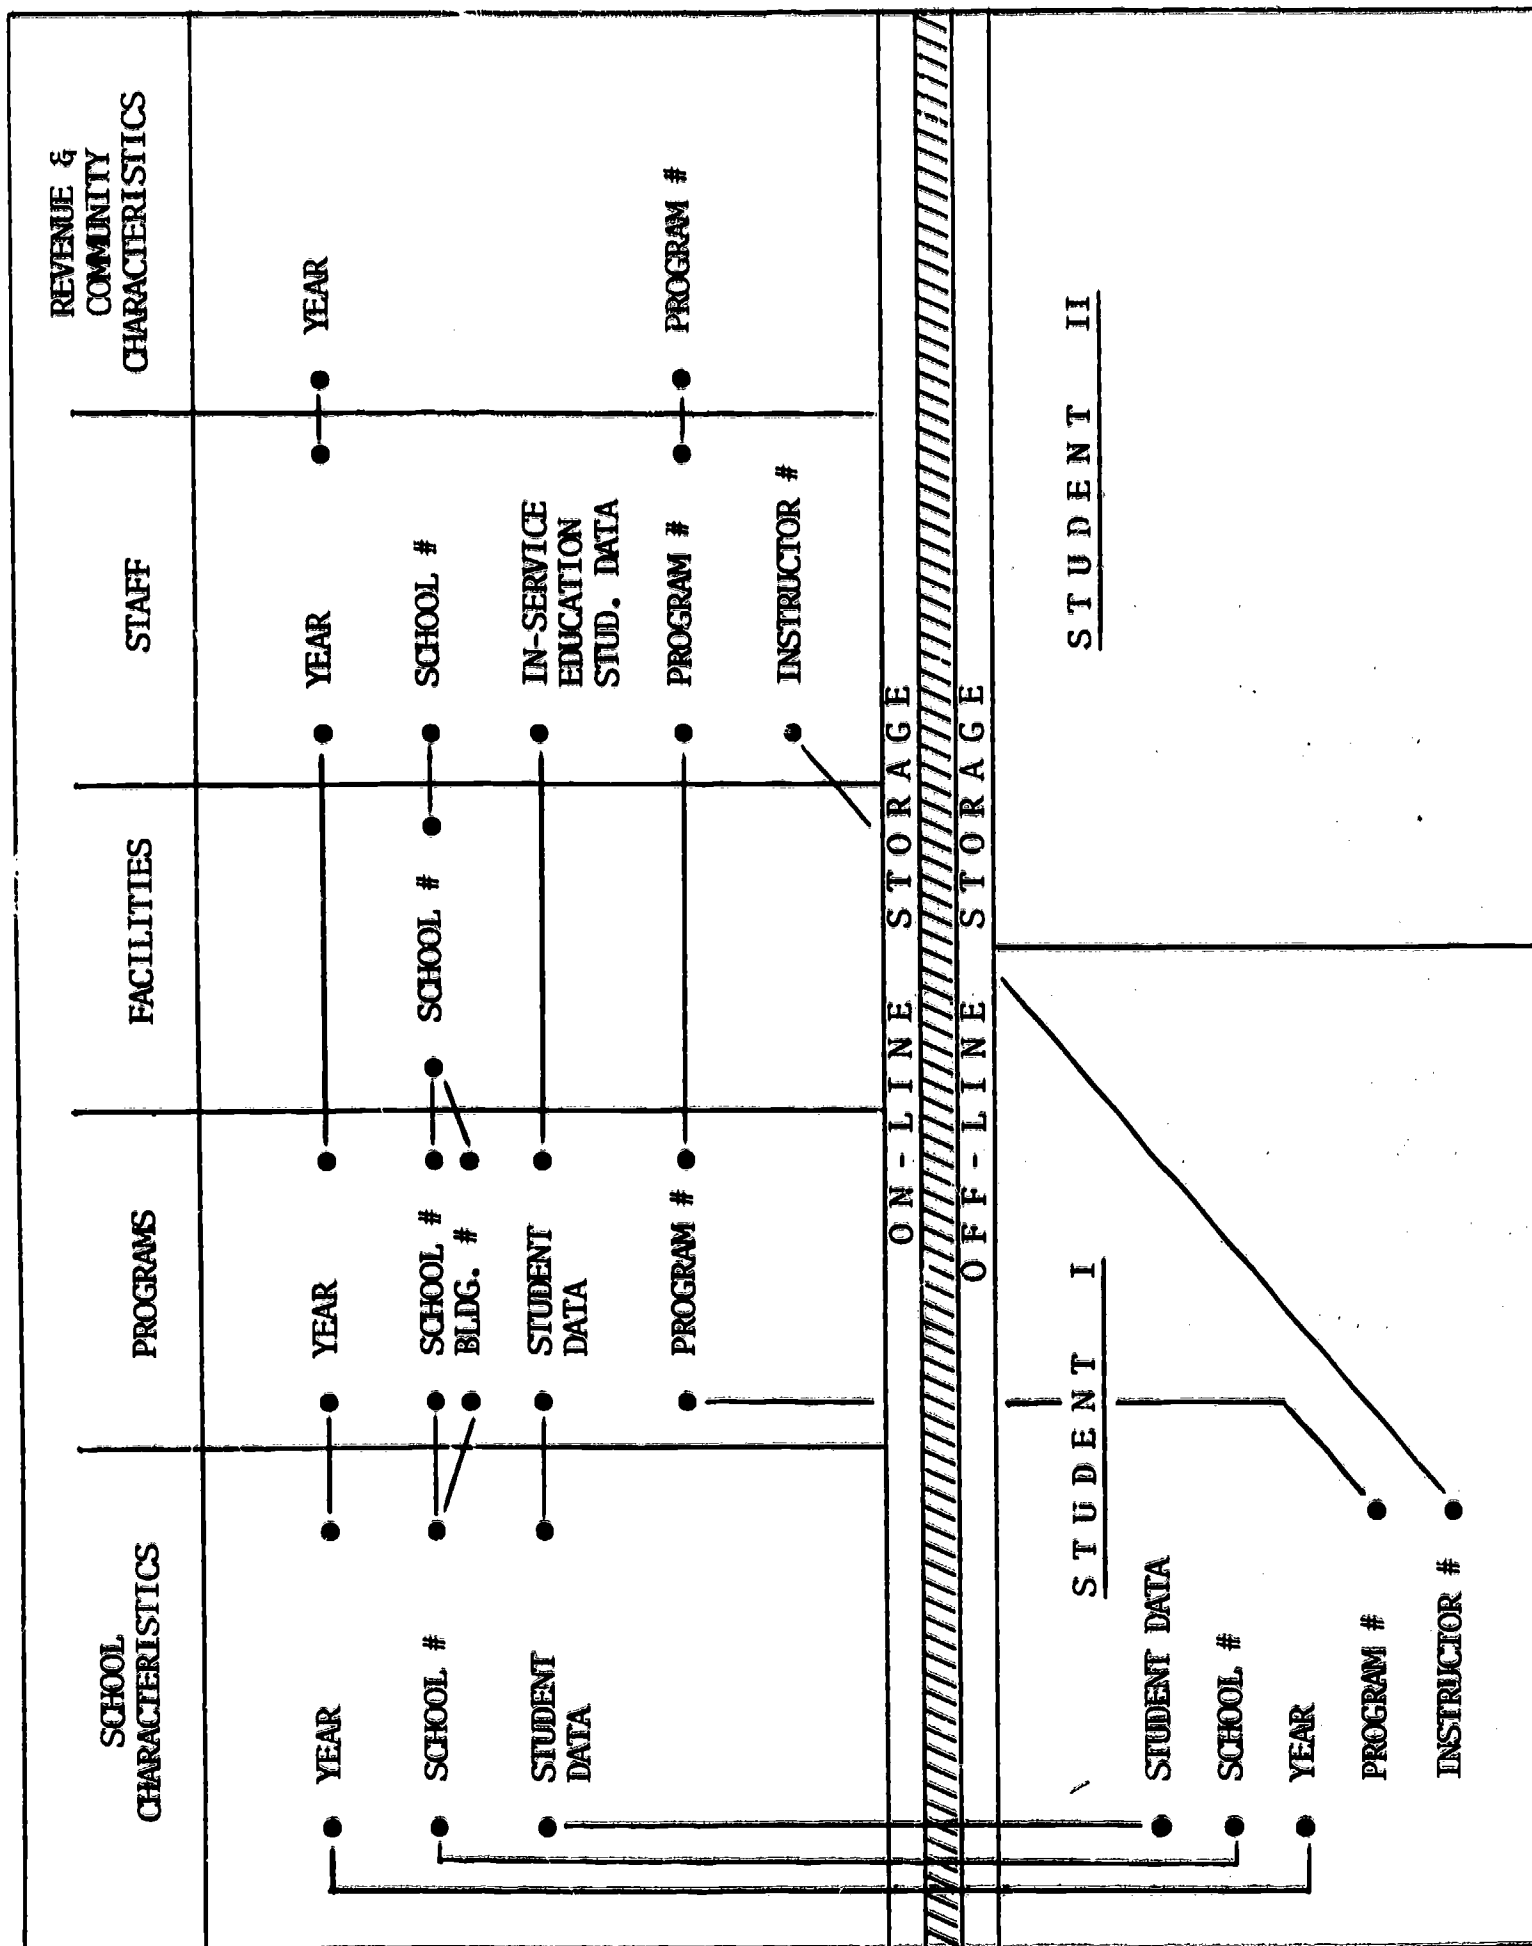 SCHOOL
CHARACTERISTICS
PROGRAMS
FACILITIES
STAFF
REVENUE &
COMMUNITY
CHARACTERISTICS
YEAR
SCHOOL #
STUDENT
DATA
YEAR
SCHOOL #
BLDG. #
STUDENT
DATA
PROGRAM #
SCHOOL #
YEAR
SCHOOL #
IN-SERVICE
EDUCATION
STUD. DATA
PROGRAM #
INSTRUCTOR #
YEAR
PROGRAM #
ON-LINE STORAGE
OFF-LINE STORAGE
STUDENT I
STUDENT DATA
SCHOOL #
YEAR
PROGRAM #
INSTRUCTOR #
STUDENT II